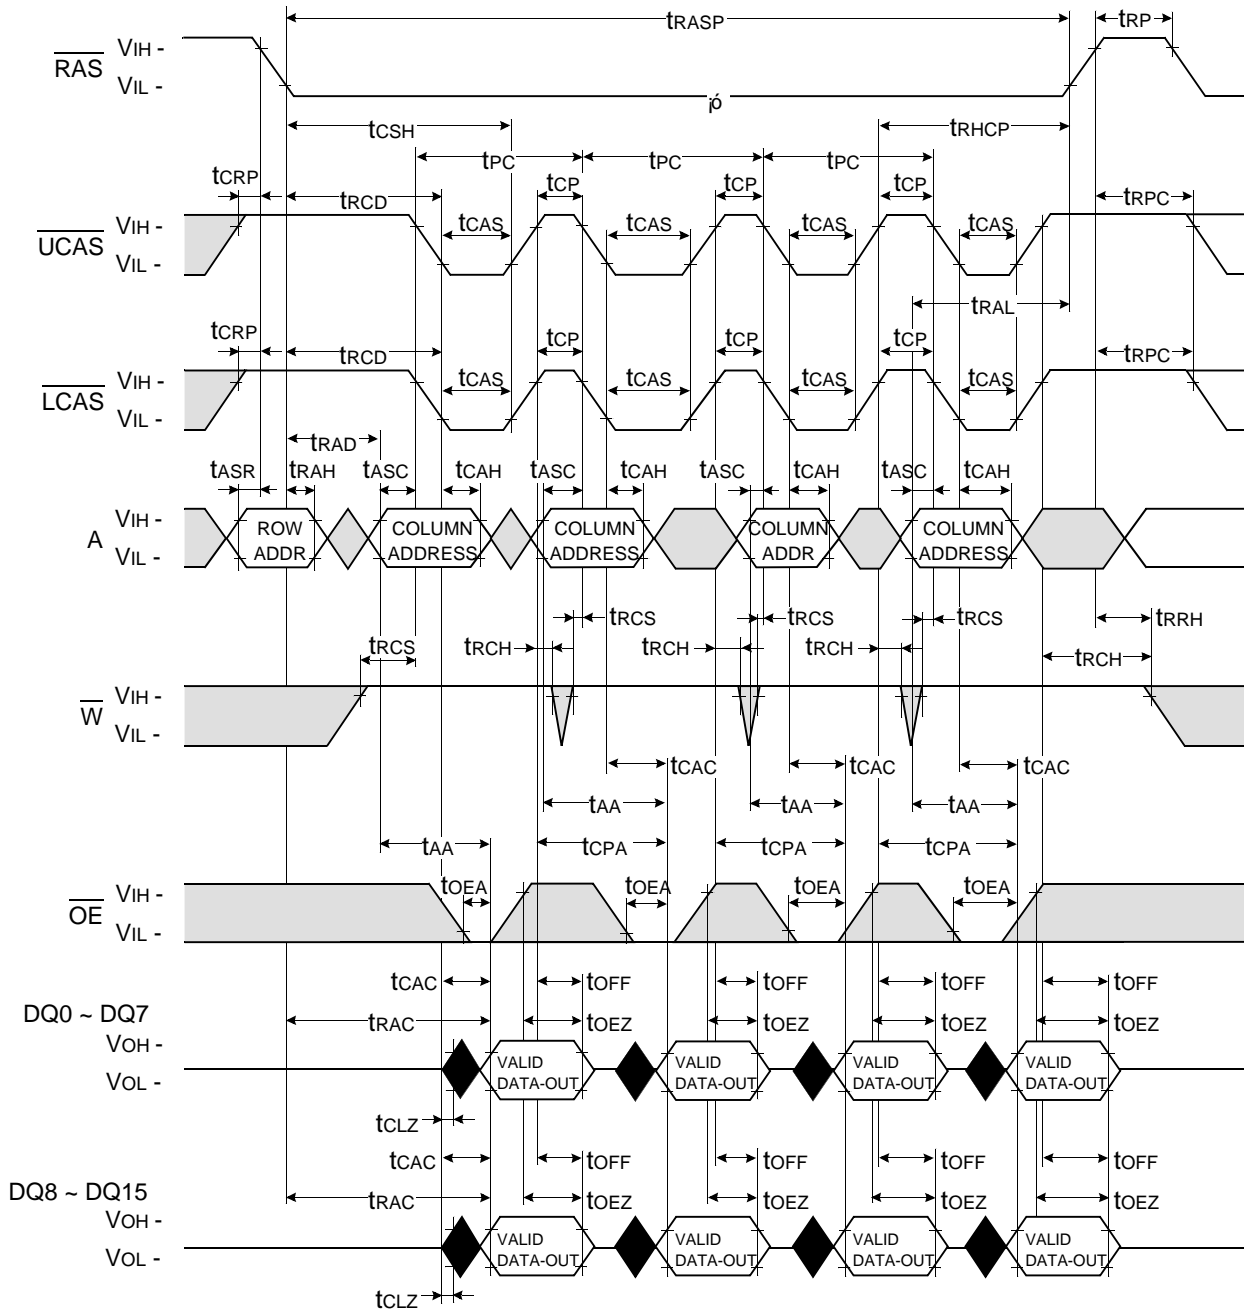 tRASP tRP
RAS VIH -
VIL -
¡ó
tCSH tRHCP
tPC tPC tPC
tCRP tCP tCP tCP
tRCD tRPC
UCAS VIH - tCAS tCAS tCAS tCAS
VIL -
tRAL
tCRP tCP tCP tCP
tRCD tRPC
LCAS VIH - tCAS tCAS tCAS tCAS
VIL -
tRAD
tASR tRAH tASC tCAH tASC tCAH tASC tCAH tASC tCAH
A VIH - ROW COLUMN COLUMN COLUMN COLUMN
VIL - ADDR ADDRESS ADDRESS ADDR ADDRESS
tRCS tRCS tRCS tRRH
tRCS tRCH tRCH tRCH tRCH
W VIH -
VIL -
tCAC tCAC tCAC
tAA tAA tAA
tAA tCPA tCPA tCPA
tOEA tOEA tOEA tOEA
OE VIH -
VIL -
tCAC tOFF tOFF tOFF tOFF
DQ0 ~ DQ7 tRAC tOEZ tOEZ tOEZ tOEZ
VOH - VALID VALID VALID VALID
VOL - DATA-OUT DATA-OUT DATA-OUT DATA-OUT
tCLZ
tCAC tOFF tOFF tOFF tOFF
DQ8 ~ DQ15 tRAC tOEZ tOEZ tOEZ tOEZ
VOH - VALID VALID VALID VALID
VOL - DATA-OUT DATA-OUT DATA-OUT DATA-OUT
tCLZ